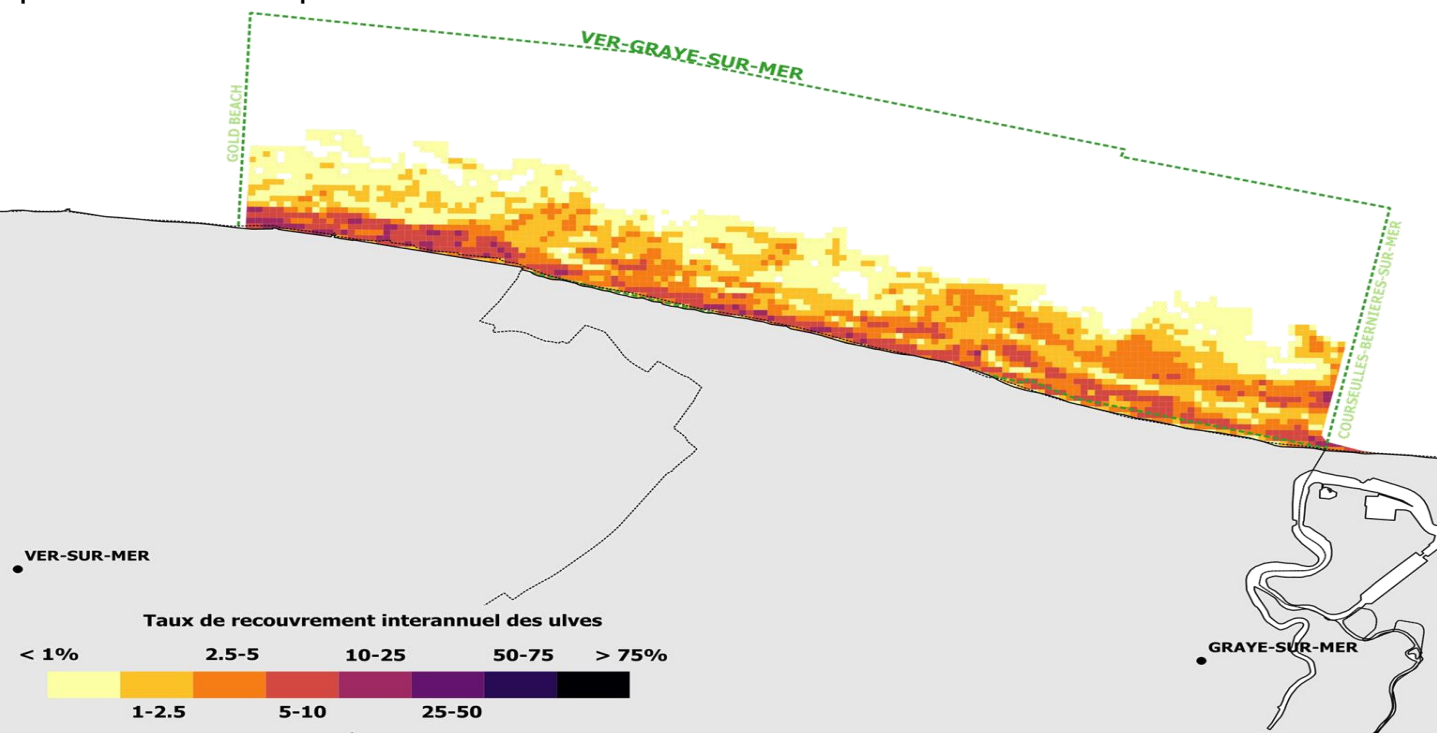 VER-GRAYE-SUR-MER
GOLD BEACH
COURSEULLES-BERNIERES-SUR-MER
VER-SUR-MER
GRAYE-SUR-MER
Taux de recouvrement interannuel des ulves
< 1% 2.5-5 10-25 50-75 > 75%
1-2.5 5-10 25-50